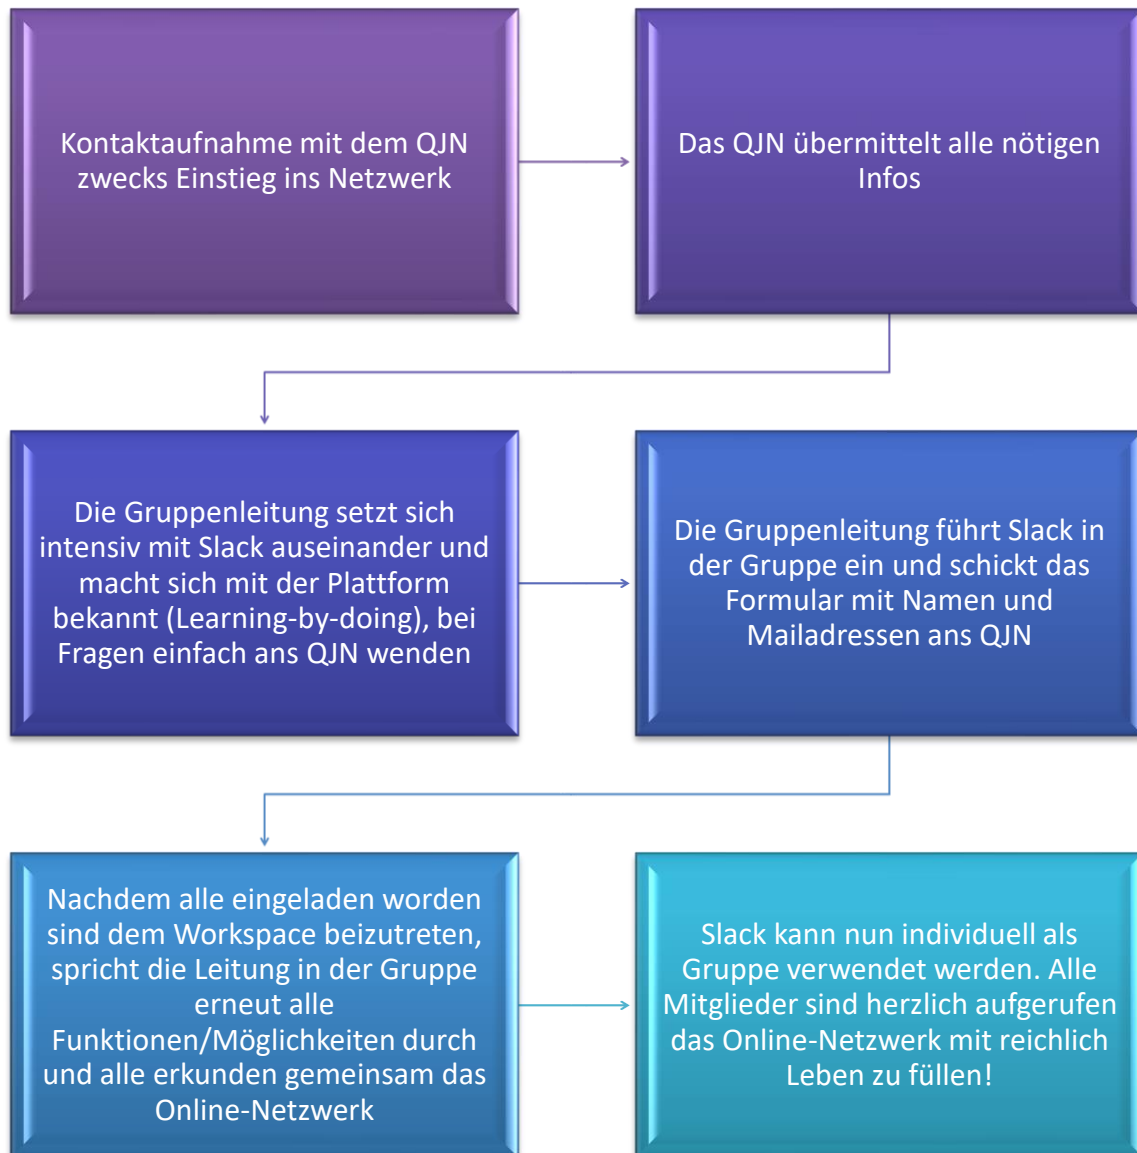 Kontaktaufnahme mit dem QJN
zwecks Einstieg ins Netzwerk
Das QJN übermittelt alle nötigen
Infos
Die Gruppenleitung setzt sich
intensiv mit Slack auseinander und
macht sich mit der Plattform
bekannt (Learning-by-doing), bei
Fragen einfach ans QJN wenden
Die Gruppenleitung führt Slack in
der Gruppe ein und schickt das
Formular mit Namen und
Mailadressen ans QJN
Nachdem alle eingeladen worden
sind dem Workspace beizutreten,
spricht die Leitung in der Gruppe
erneut alle
Funktionen/Möglichkeiten durch
und alle erkunden gemeinsam das
Online-Netzwerk
Slack kann nun individuell als
Gruppe verwendet werden. Alle
Mitglieder sind herzlich aufgerufen
das Online-Netzwerk mit reichlich
Leben zu füllen!